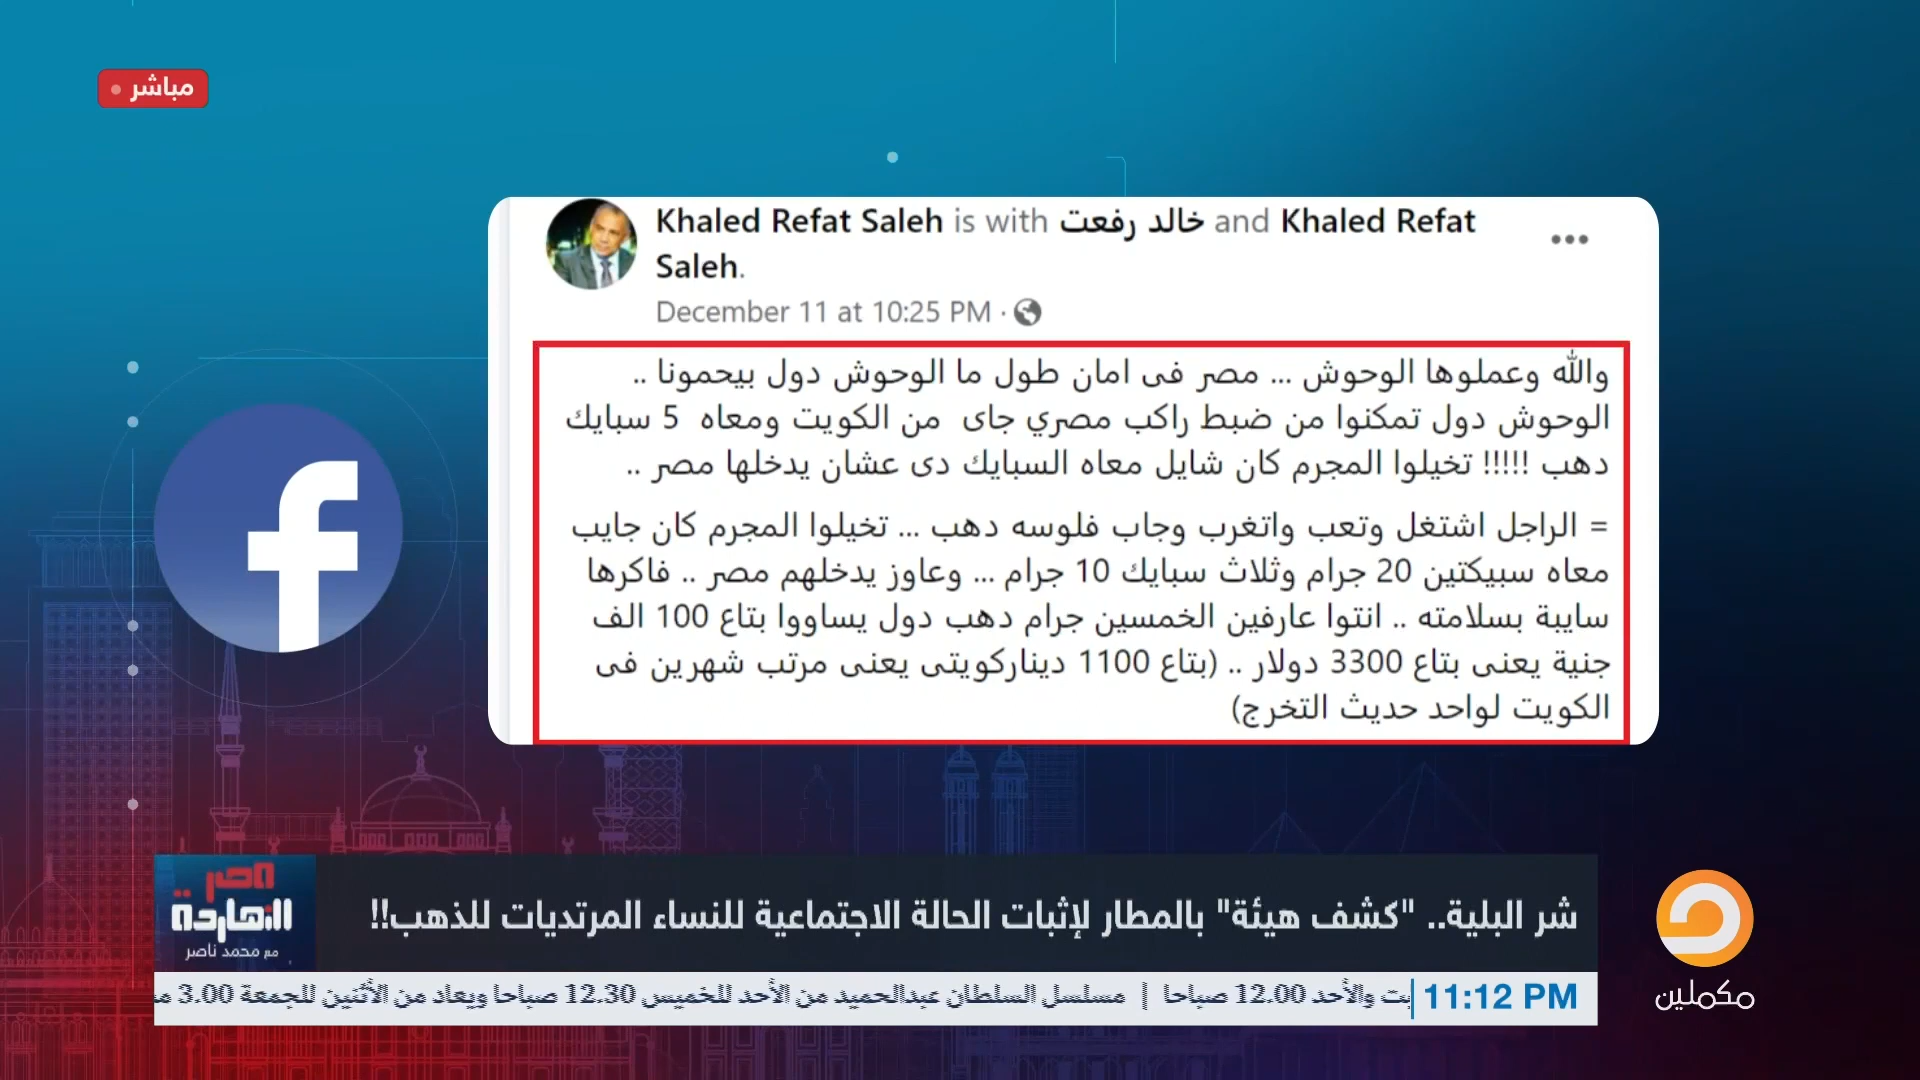 مباشر
Khaled Refat Saleh is with خالد رفعت and Khaled Refat
Saleh.
December 11 at 10:25 PM ·
والله وعملوها الوحوش ... مصر فى امان طول ما الوحوش دول بيحمونا ..
الوحوش دول تمكنوا من ضبط راكب مصري جاى من الكويت ومعاه 5 سبايك
دهب !!!!! تخيلوا المجرم كان شايل معاه السبايك دى عشان يدخلها مصر ..
= الراجل اشتغل وتعب واتغرب وجاب فلوسه دهب ... تخيلوا المجرم كان جايب
معاه سبيكتين 20 جرام وثلاث سبايك 10 جرام ... وعاوز يدخلهم مصر .. فاكرها
سايبة بسلامته .. انتوا عارفين الخمسين جرام دهب دول يساووا بتاع 100 الف
جنية يعنى بتاع 3300 دولار .. (بتاع 1100 ديناركويتى يعنى مرتب شهرين فى
الكويت لواحد حديث التخرج)
مصر
النهاردة
مع محمد ناصر
شر البلية.. "كشف هيئة" بالمطار لإثبات الحالة الاجتماعية للنساء المرتديات للذهب!!
11:12 PM
والأحد 12.00 صباحا | مسلسل السلطان عبدالحميد من الأحد للخميس 12.30 صباحا ويعاد من الأثنين للجمعة 3.00
مكملين